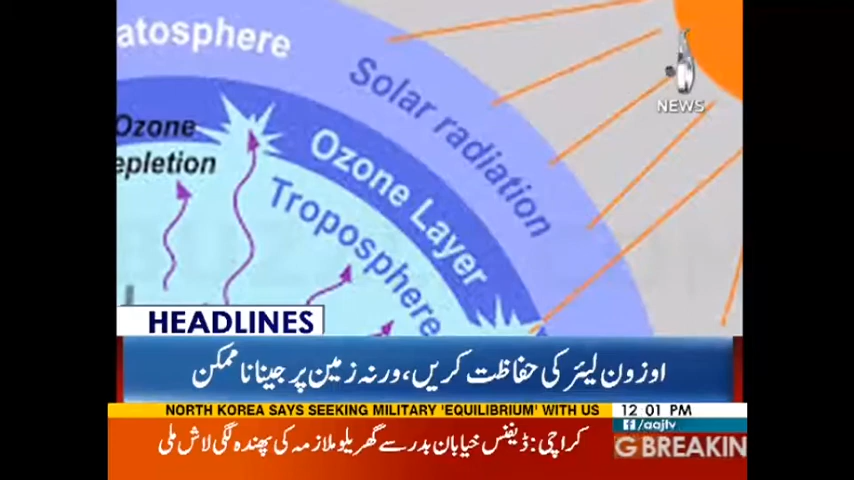 atosphere
Solar radiation
NEWS
Ozone
epletion
Ozone Layer
Troposphere
HEADLINES
اوزون لیئر کی حفاظت کریں، ورنہ زمین پر جینا ناممکن
NORTH KOREA SAYS SEEKING MILITARY 'EQUILIBRIUM' WITH US
12 01 PM
/aajtv
کراچی: ڈیفنس خیابان بدر سے گھریلو ملازمہ کی پھندہ لگی لاش ملی
G BREAKIN